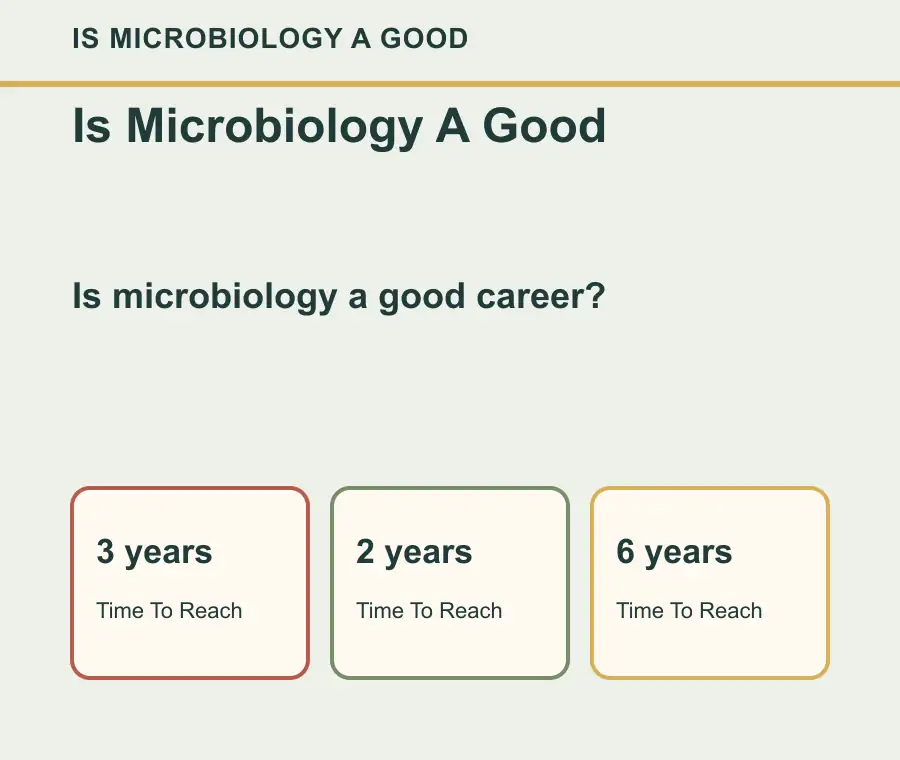 IS MICROBIOLOGY A GOOD
Is Microbiology A Good
Is microbiology a good career?
3 years
Time To Reach
2 years
Time To Reach
6 years
Time To Reach